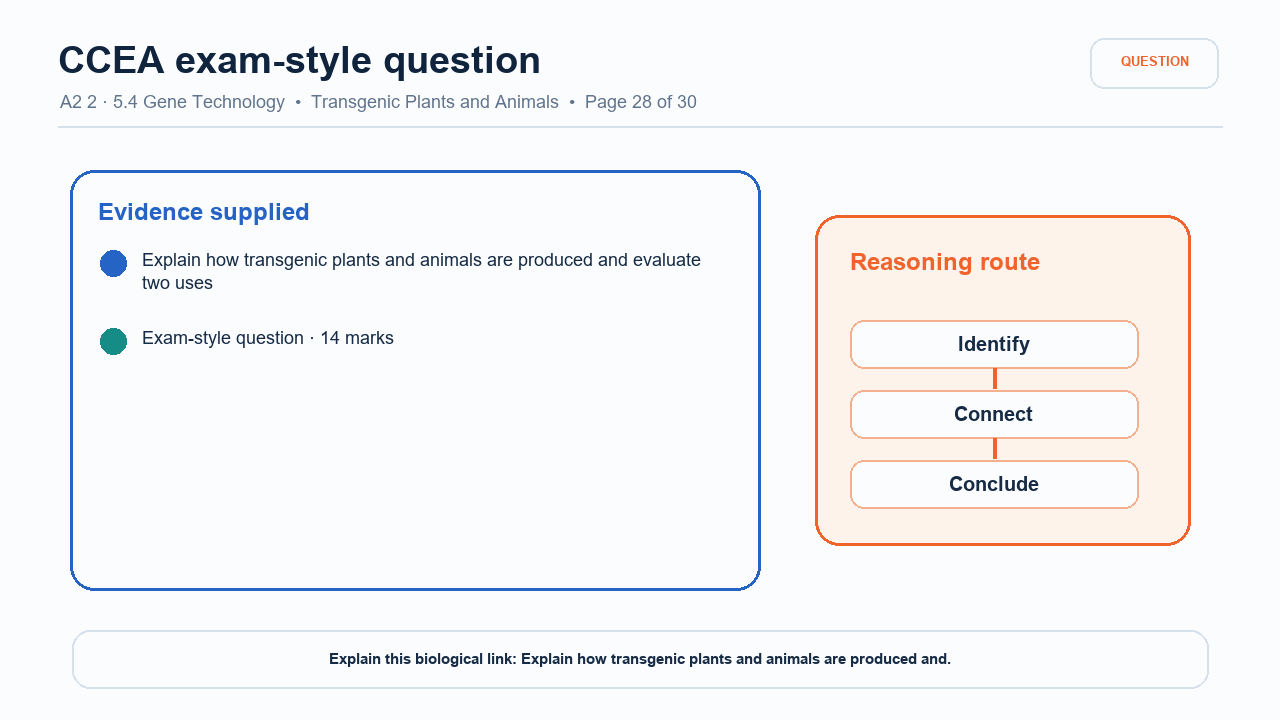 CCEA exam-style question
QUESTION
A2 2 · 5.4 Gene Technology • Transgenic Plants and Animals • Page 28 of 30
Evidence supplied
Explain how transgenic plants and animals are produced and evaluate
two uses
Exam-style question · 14 marks
Reasoning route
Identify
Connect
Conclude
Explain this biological link: Explain how transgenic plants and animals are produced and.